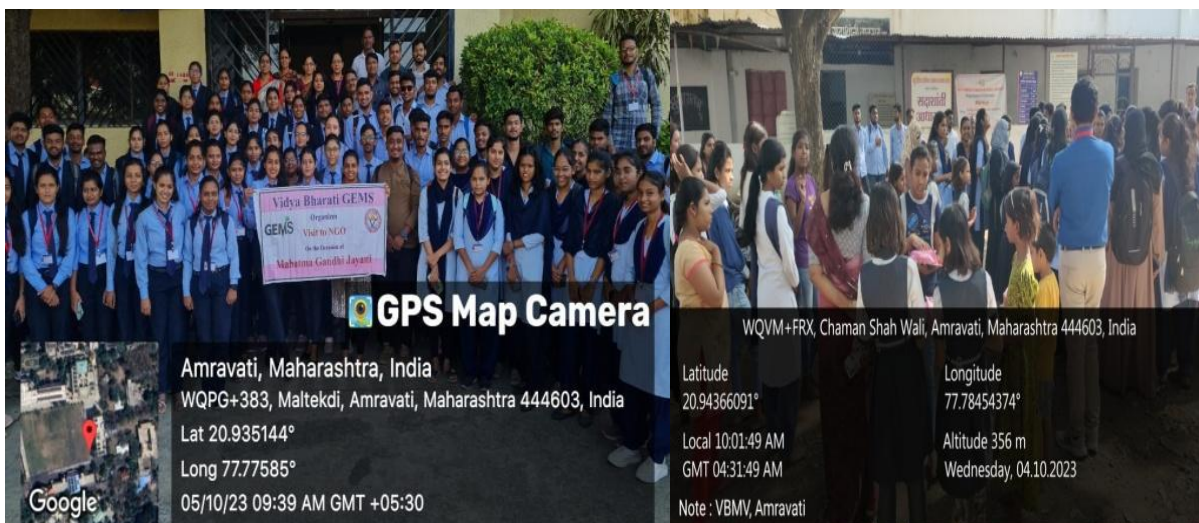 Vidya Bharati GEMS
Organize
GEMS
Visit to NGO
On the Occasion of
Mahatma Gandhi Jayani
GPS Map Camera
Amravati, Maharashtra, India
WQPG+383, Maltekdi, Amravati, Maharashtra 444603, India
Lat 20.935144°
Long 77.77585°
05/10/23 09:39 AM GMT +05:30
Google
WQVM+FRX, Chaman Shah Wali, Amravati, Maharashtra 444603, India
Latitude
20.94366091°
Longitude
77.78454374°
Local 10:01:49 AM
GMT 04:31:49 AM
Altitude 356 m
Wednesday, 04.10.2023
Note : VBMV, Amravati